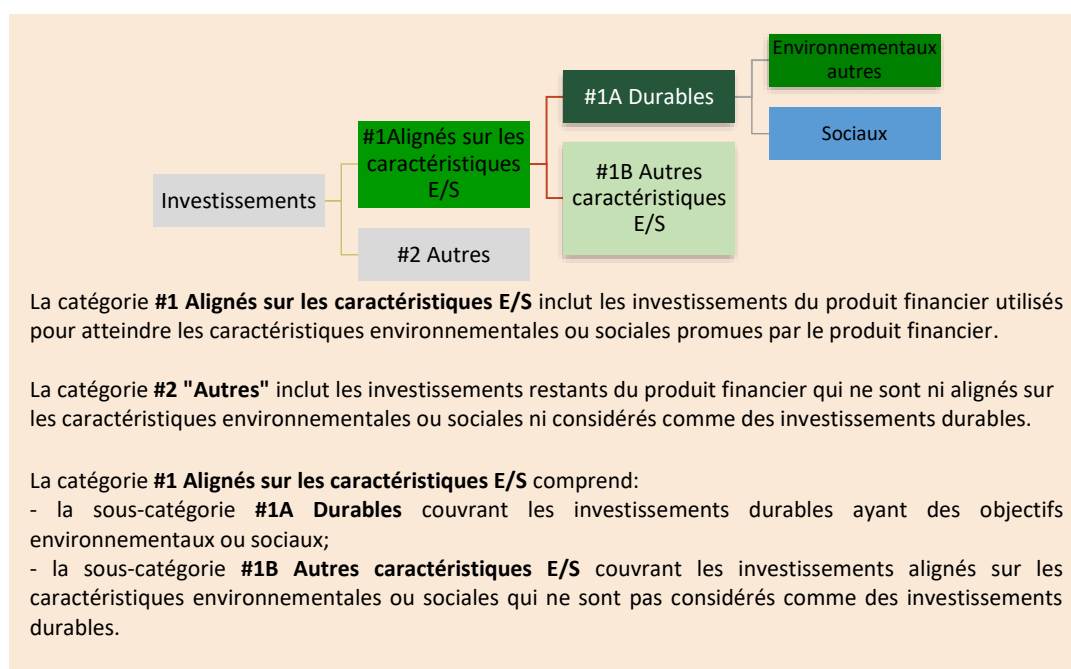 Environnementaux
autres
#1A Durables
Sociaux
#1Alignés sur les
caractéristiques
E/S
#1B Autres
caractéristiques
E/S
Investissements
#2 Autres
La catégorie #1 Alignés sur les caractéristiques E/S inclut les investissements du produit financier utilisés
pour atteindre les caractéristiques environnementales ou sociales promues par le produit financier.
La catégorie #2 "Autres" inclut les investissements restants du produit financier qui ne sont ni alignés sur
les caractéristiques environnementales ou sociales ni considérés comme des investissements durables.
La catégorie #1 Alignés sur les caractéristiques E/S comprend:
- la sous-catégorie #1A Durables couvrant les investissements durables ayant des objectifs
environnementaux ou sociaux;
- la sous-catégorie #1B Autres caractéristiques E/S couvrant les investissements alignés sur les
caractéristiques environnementales ou sociales qui ne sont pas considérés comme des investissements
durables.